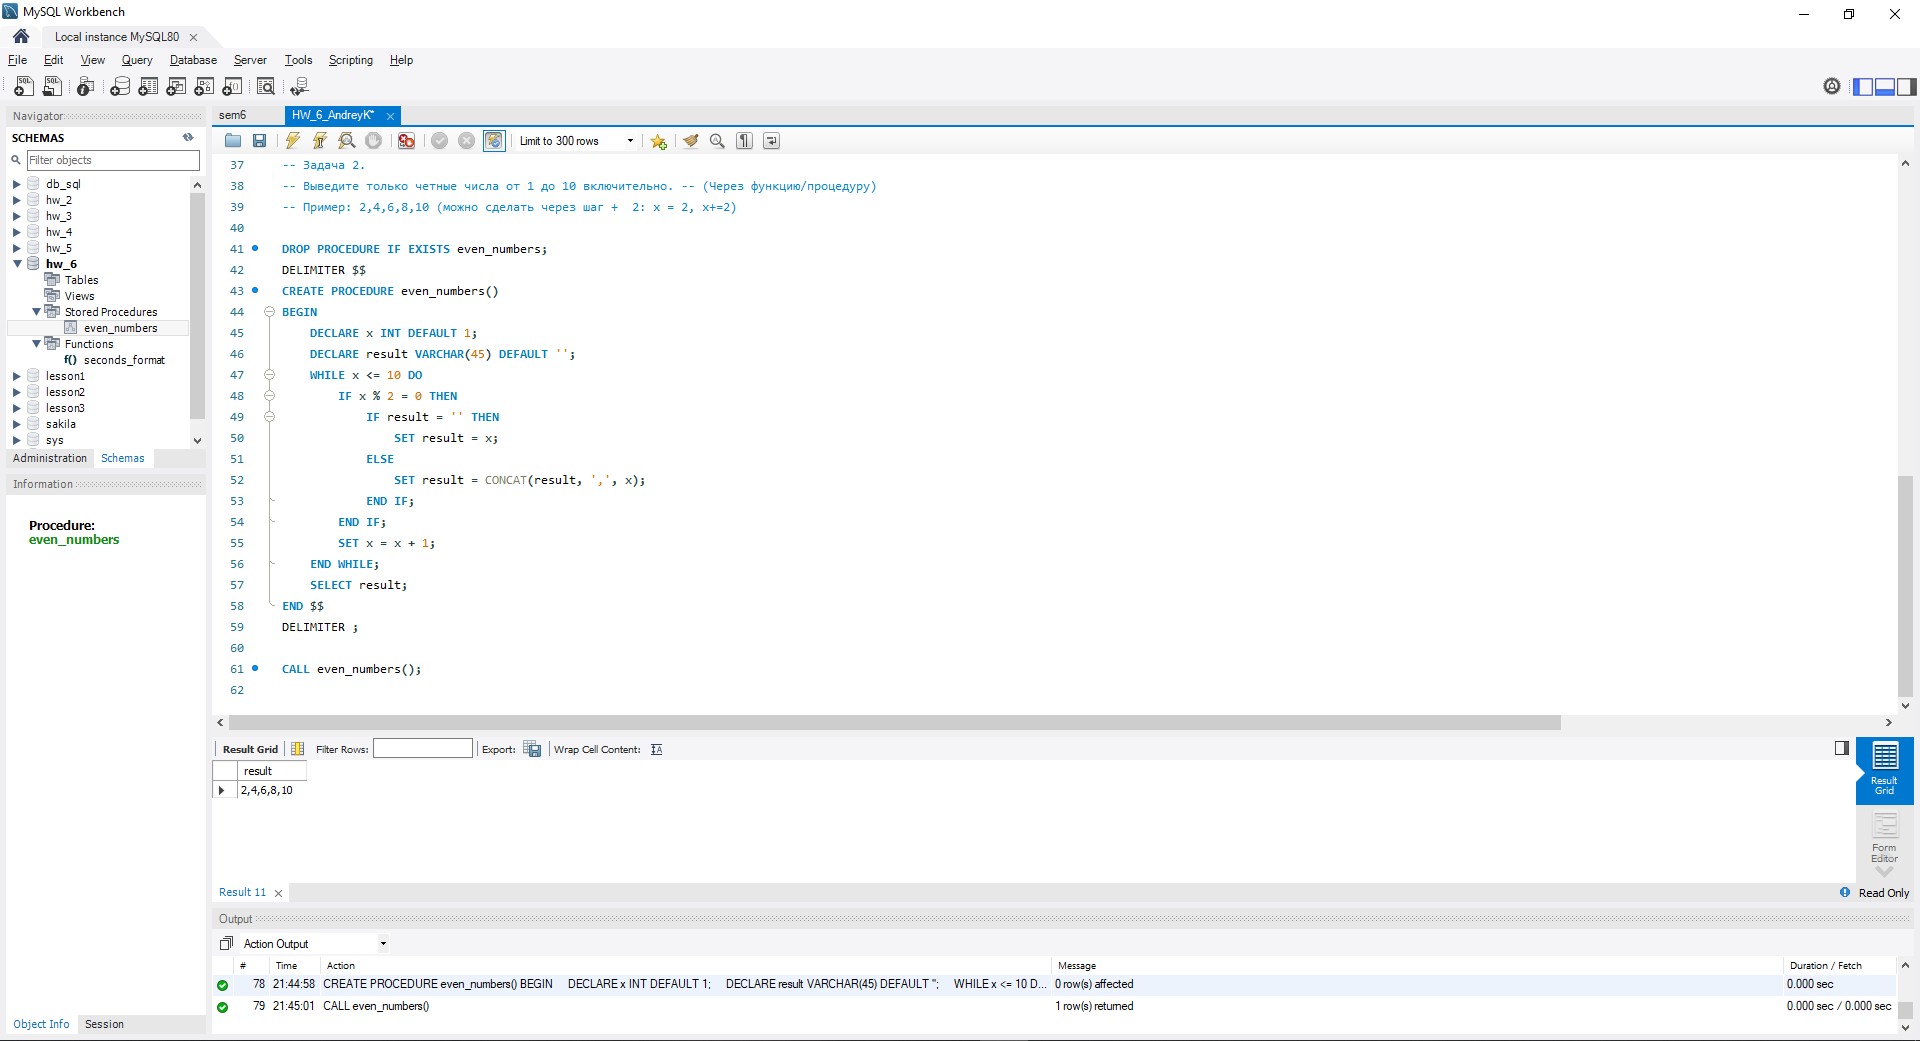 MySQL Workbench
Local instance MySQL80
File Edit View Query Database Server Tools Scripting Help
Navigator
SCHEMAS
Filter objects
db_sql
hw_2
hw_3
hw_4
hw_5
hw_6
Tables
Views
Stored Procedures
even_numbers
Functions
f() seconds_format
lesson1
lesson2
lesson3
sakila
sys
Administration Schemas
Information
Procedure:
even_numbers
Object Info Session
sem6 HW_6_AndreyK*
Limit to 300 rows
37 -- Задача 2.
38 -- Выведите только четные числа от 1 до 10 включительно. -- (Через функцию/процедуру)
39 -- Пример: 2,4,6,8,10 (можно сделать через шаг +  2: x = 2, x+=2)
40
41 DROP PROCEDURE IF EXISTS even_numbers;
42 DELIMITER $$
43 CREATE PROCEDURE even_numbers()
44 BEGIN
45 DECLARE x INT DEFAULT 1;
46 DECLARE result VARCHAR(45) DEFAULT '';
47 WHILE x <= 10 DO
48 IF x % 2 = 0 THEN
49 IF result = '' THEN
50 SET result = x;
51 ELSE
52 SET result = CONCAT(result, ',', x);
53 END IF;
54 END IF;
55 SET x = x + 1;
56 END WHILE;
57 SELECT result;
58 END $$
59 DELIMITER ;
60
61 CALL even_numbers();
62
Result Grid Filter Rows: Export: Wrap Cell Content:
result
2,4,6,8,10
Result Grid
Form Editor
Result 11
Read Only
Output
Action Output
# Time Action Message Duration / Fetch
78 21:44:58 CREATE PROCEDURE even_numbers() BEGIN DECLARE x INT DEFAULT 1; DECLARE result VARCHAR(45) DEFAULT ''; WHILE x <= 10 D... 0 row(s) affected 0.000 sec
79 21:45:01 CALL even_numbers() 1 row(s) returned 0.000 sec / 0.000 sec